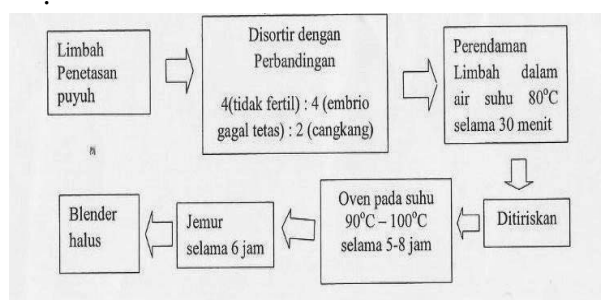 Limbah
Penetasan
puyuh
Disortir dengan
Perbandingan
4(tidak fertil) : 4 (embrio
gagal tetas) : 2 (cangkang)
Perendaman
Limbah dalam
air suhu 80°C
selama 30 menit
Ditiriskan
Oven pada suhu
90°C – 100°C
selama 5-8 jam
Jemur
selama 6 jam
Blender
halus